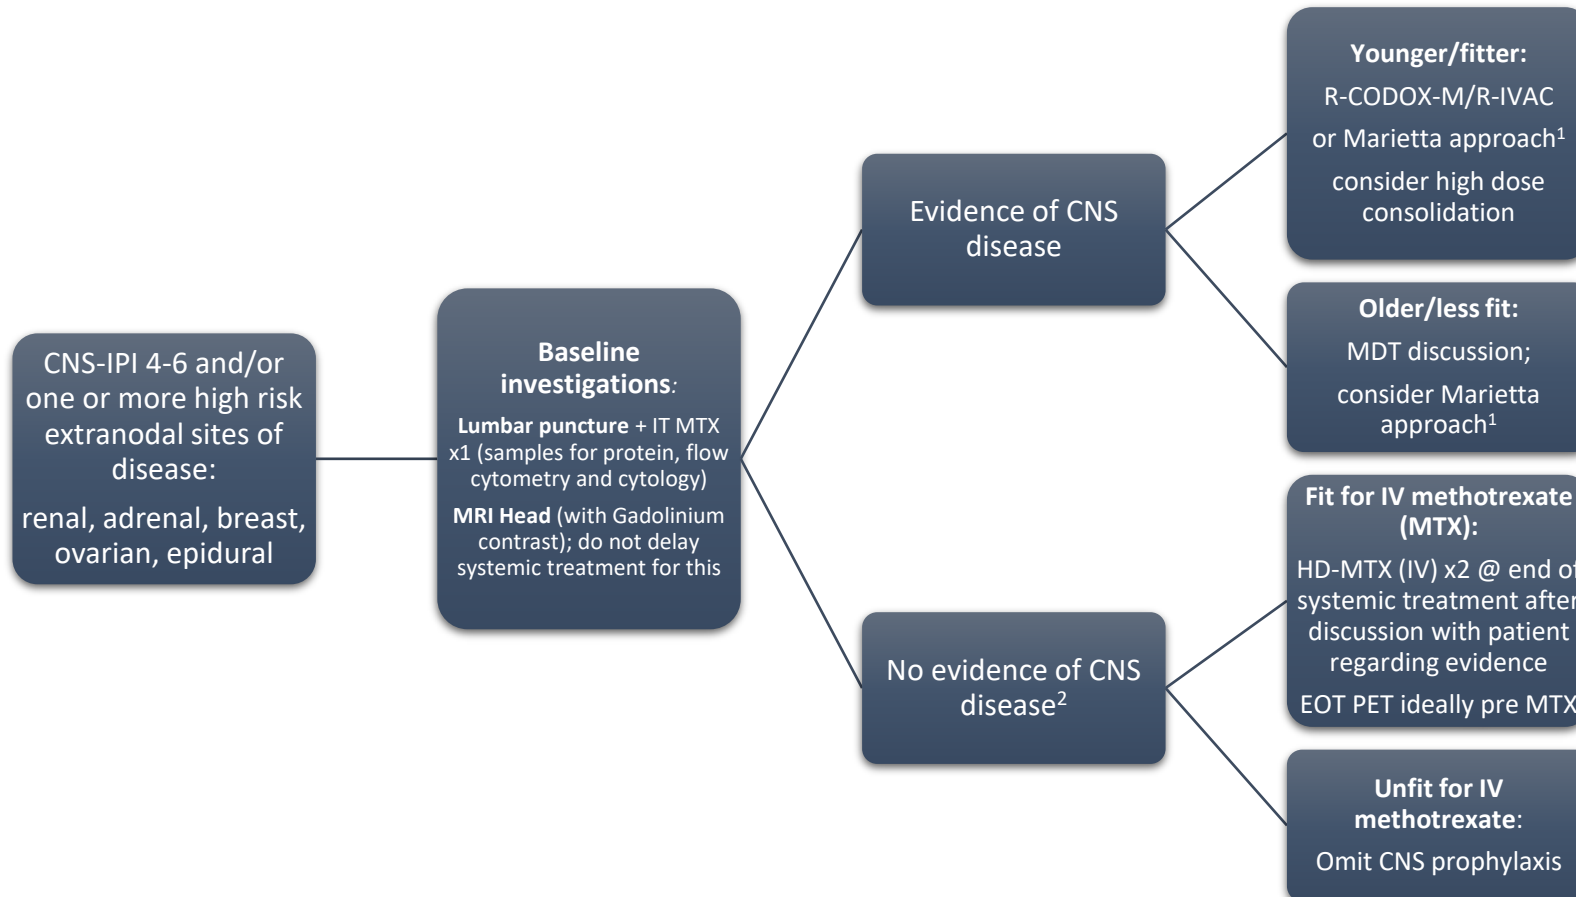 CNS-IPI 4-6 and/or
one or more high risk
extranodal sites of
disease:
renal, adrenal, breast,
ovarian, epidural
Baseline
investigations:
Lumbar puncture + IT MTX
x1 (samples for protein, flow
cytometry and cytology)
MRI Head (with Gadolinium
contrast); do not delay
systemic treatment for this
Evidence of CNS
disease
No evidence of CNS
disease²
Younger/fitter:
R-CODOX-M/R-IVAC
or Marietta approach¹
consider high dose
consolidation
Older/less fit:
MDT discussion;
consider Marietta
approach¹
Fit for IV methotrexate
(MTX):
HD-MTX (IV) x2 @ end of
systemic treatment after
discussion with patient
regarding evidence
EOT PET ideally pre MTX
Unfit for IV
methotrexate:
Omit CNS prophylaxis